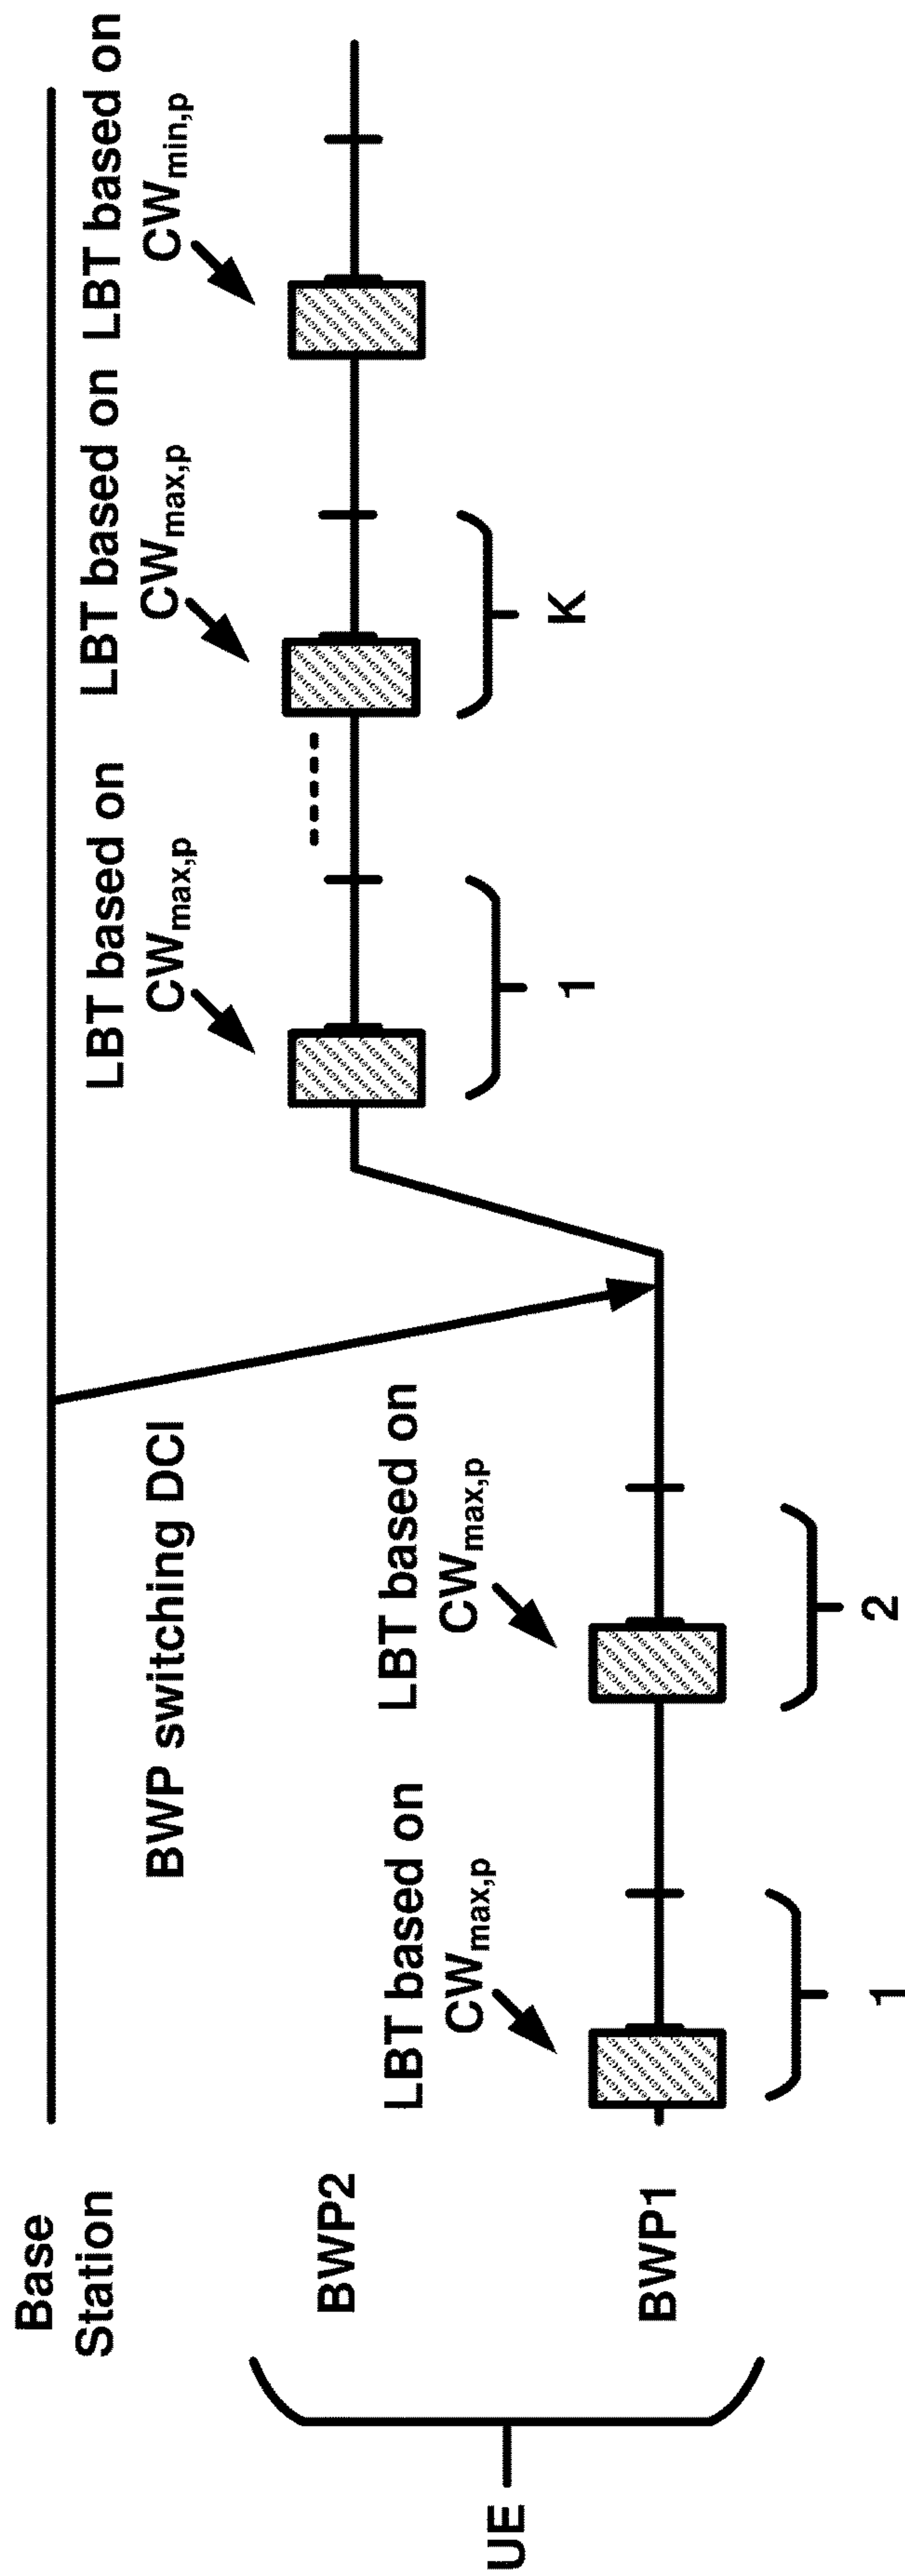 Base
Station
LBT based on
CWmax,p
LBT based on
CWmax,p
LBT based on
CWmin,p
1
K
BWP switching DCI
BWP2
UE
LBT based on
CWmax,p
LBT based on
CWmax,p
BWP1
1
2